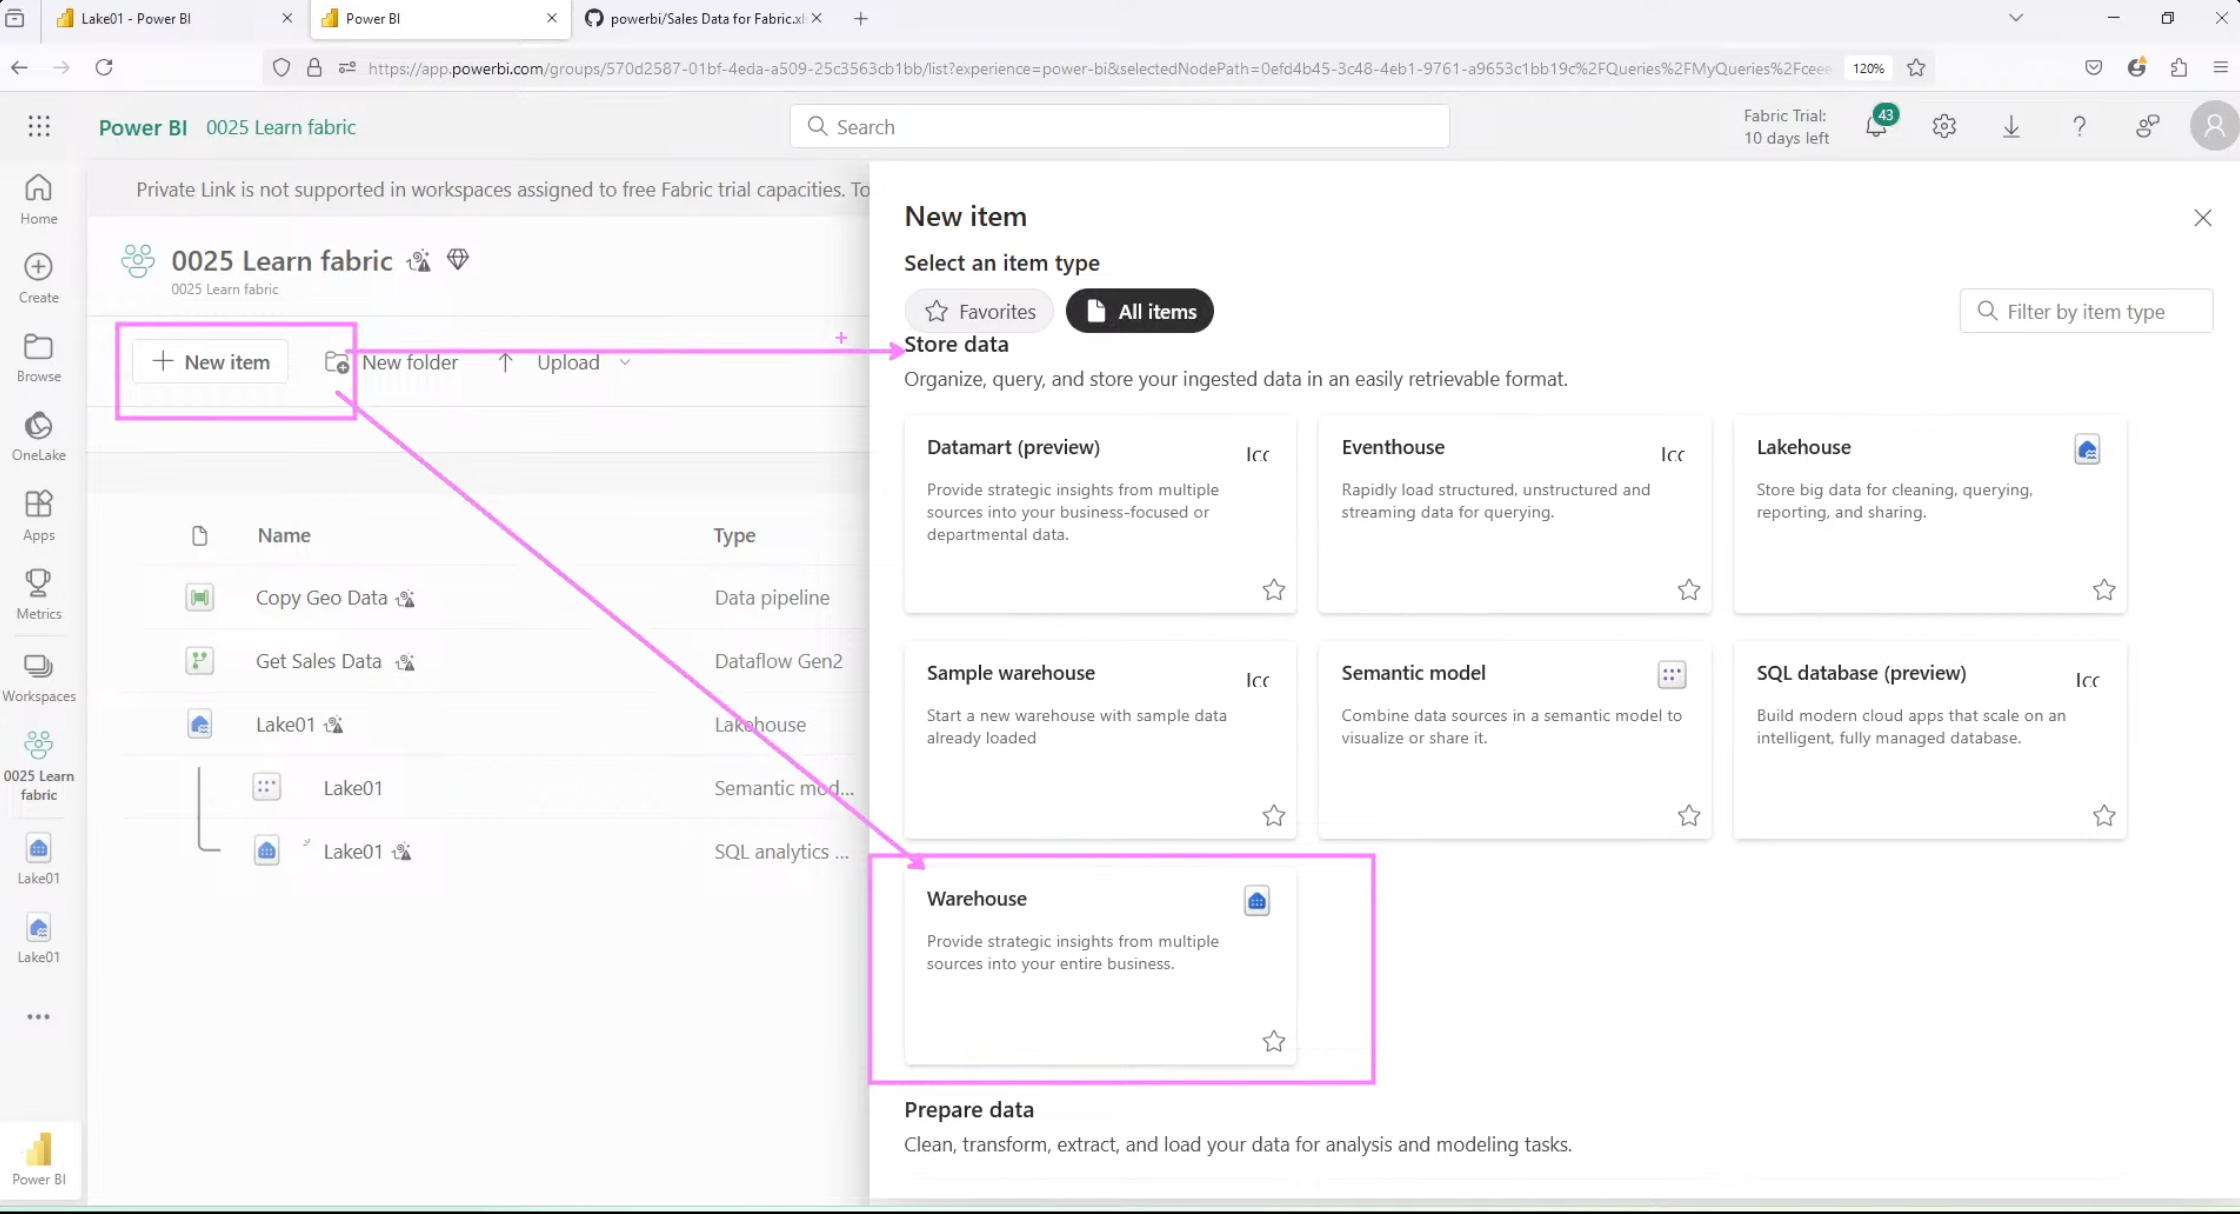 Lake01 - Power BI
Power BI
powerbi/Sales Data for Fabric.xl
https://app.powerbi.com/groups/570d2587-01bf-4eda-a509-25c3563cb1bb/list?experience=power-bi&selectedNodePath=0efd4b45-3c48-4eb1-9761-a9653c1bb19c%2FQueries%2FMyQueries%2Fceee
120%
Power BI 0025 Learn fabric
Search
Fabric Trial:
10 days left
43
Home
Create
Browse
OneLake
Apps
Metrics
Workspaces
0025 Learn
fabric
Lake01
Lake01
Power BI
Private Link is not supported in workspaces assigned to free Fabric trial capacities. To
0025 Learn fabric
0025 Learn fabric
New item
New folder
Upload
Name Type
Copy Geo Data Data pipeline
Get Sales Data Dataflow Gen2
Lake01 Lakehouse
Lake01 Semantic mod...
Lake01 SQL analytics ...
New item
Select an item type
Favorites
All items
Filter by item type
Store data
Organize, query, and store your ingested data in an easily retrievable format.
Datamart (preview)
Icc
Provide strategic insights from multiple
sources into your business-focused or
departmental data.
Eventhouse
Icc
Rapidly load structured, unstructured and
streaming data for querying.
Lakehouse
Store big data for cleaning, querying,
reporting, and sharing.
Sample warehouse
Icc
Start a new warehouse with sample data
already loaded
Semantic model
Combine data sources in a semantic model to
visualize or share it.
SQL database (preview)
Icc
Build modern cloud apps that scale on an
intelligent, fully managed database.
Warehouse
Provide strategic insights from multiple
sources into your entire business.
Prepare data
Clean, transform, extract, and load your data for analysis and modeling tasks.